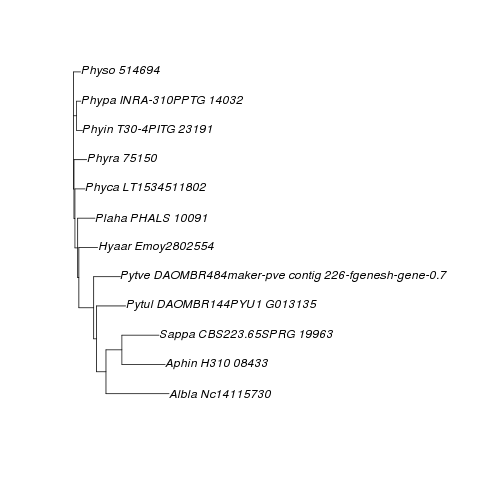 Physo 514694
Phypa INRA-310PPTG 14032
Phyin T30-4PITG 23191
Phyra 75150
Phyca LT1534511802
Plaha PHALS 10091
Hyaar Emoy2802554
Pytve DAOMBR484maker-pve contig 226-fgenesh-gene-0.7
Pytul DAOMBR144PYU1 G013135
Sappa CBS223.65SPRG 19963
Aphin H310 08433
Albla Nc14115730